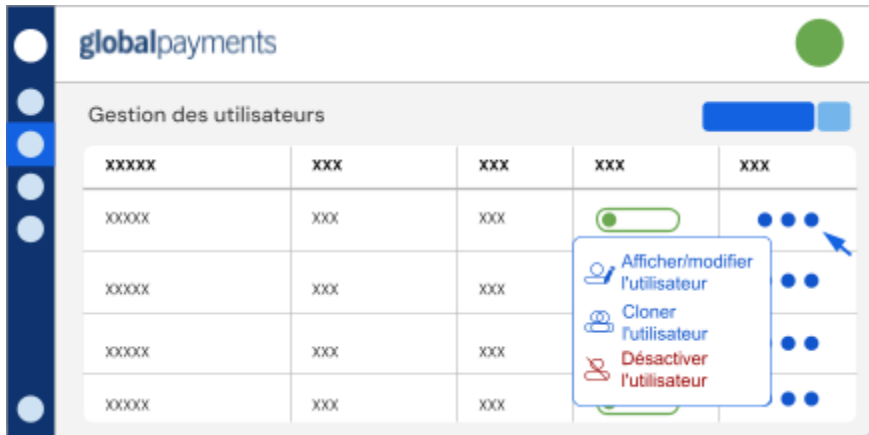 globalpayments
Gestion des utilisateurs
XXXXX XXX XXX XXX XXX
XXXXX XXX XXX
Afficher/modifier
l'utilisateur
XXXXX XXX XXX
Cloner
l'utilisateur
XXXXX XXX XXX
Désactiver
l'utilisateur
XXXXX XXX XXX